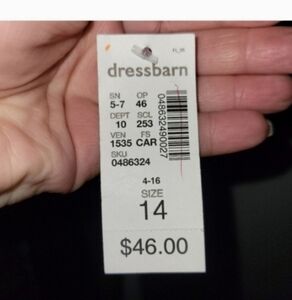 dressbarn
SN OP
5-7 46
DEPT SCL
10 253
VEN FS
1535 CAR
SKU
0486324
048632490027
4-16
SIZE
14
$46.00